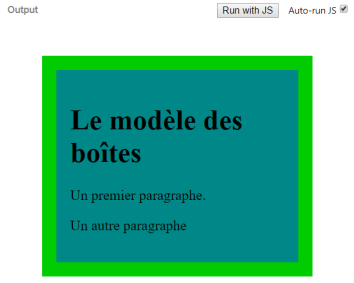 Output Run with JS Auto-run JS
Le modèle des
boîtes
Un premier paragraphe.
Un autre paragraphe